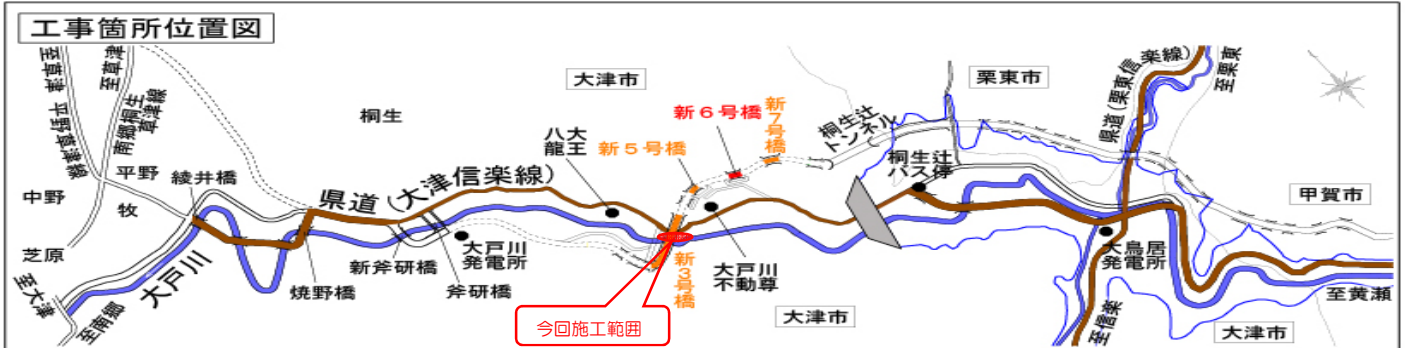 工事箇所位置図
至草津
平野草津線
至草津
南郷桐生
草津線
桐生
大津市
八大
龍王
新5号橋
新6号橋
新7号橋
桐生辻
トンネル
栗東市
桐生辻
バス停
県道(栗東信楽線)
至栗東
甲賀市
中野
平野
牧
綾井橋
県道(大津信楽線)
芝原
至大津
至南郷
大戸川
焼野橋
新斧研橋
斧研橋
大戸川
発電所
今回施工範囲
新3号橋
大戸川
不動尊
大津市
大鳥居
発電所
至信楽
大津市
至黄瀬